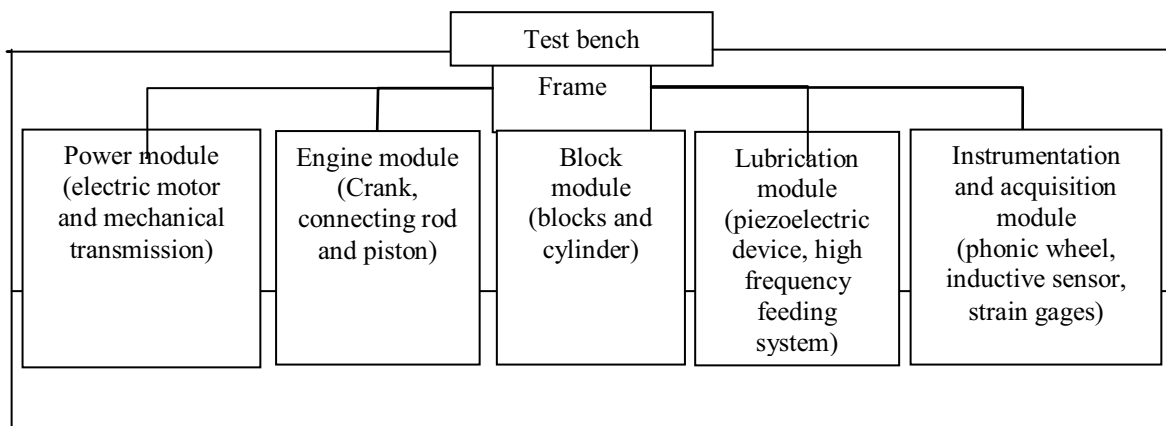 Test bench
Frame
Power module
(electric motor
and mechanical
transmission)
Engine module
(Crank,
connecting rod
and piston)
Block
module
(blocks and
cylinder)
Lubrication
module
(piezoelectric
device, high
frequency
feeding
system)
Instrumentation
and acquisition
module
(phonic wheel,
inductive sensor,
strain gages)